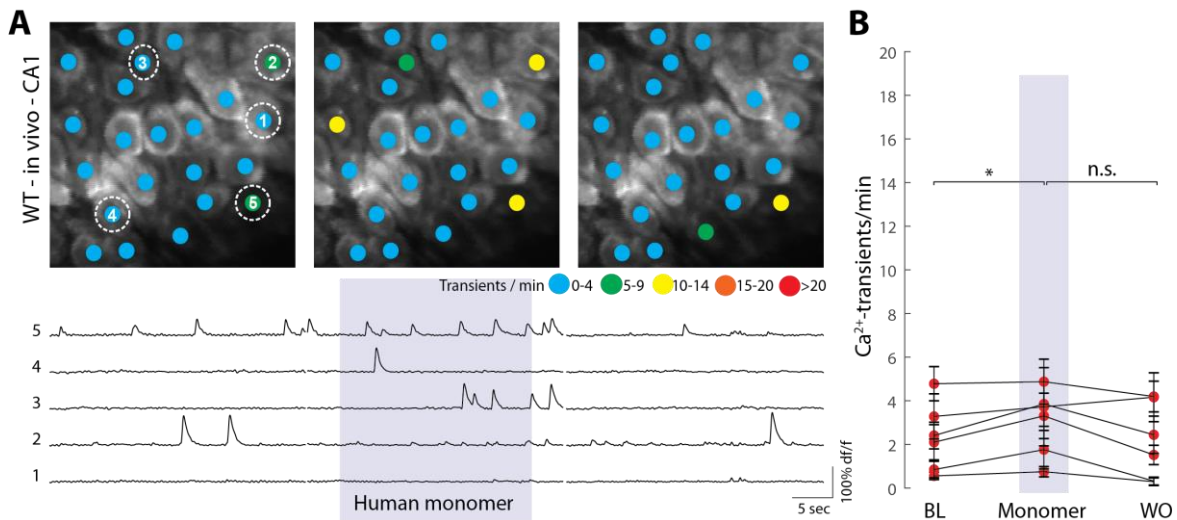 A
WT - in vivo - CA1
3
2
1
4
5
Transients / min 0-4 5-9 10-14 15-20 >20
5
4
3
2
1
Human monomer
5 sec
100% df/f
B
Ca²⁺-transients/min
20
18
16
14
12
10
8
6
4
2
0
*
n.s.
BL Monomer WO